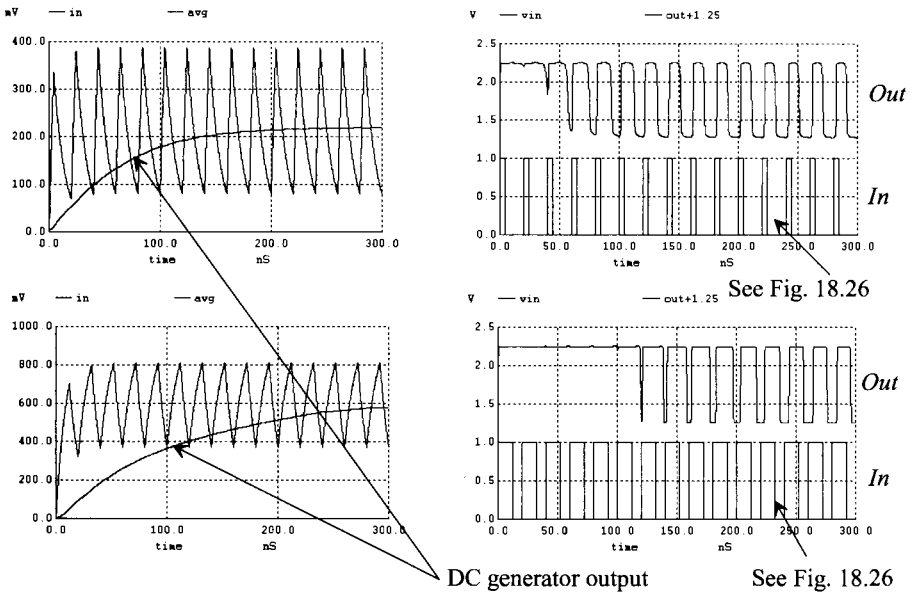 mV — in — avg
400.0
300.0
200.0
100.0
0.0
0.0 100.0 200.0 300.0
time nS
V — vin — out+1.25
2.5
2.0
1.5
1.0
0.5
0.0
0.0 50.0 100.0 150.0 200.0 250.0 300.0
time nS
Out
In
See Fig. 18.26
mV — in — avg
1000.0
800.0
600.0
400.0
200.0
0.0
0.0 100.0 200.0 300.0
time nS
DC generator output
V — vin — out+1.25
2.5
2.0
1.5
1.0
0.5
0.0
0.0 50.0 100.0 150.0 200.0 250.0 300.0
time nS
Out
In
See Fig. 18.26